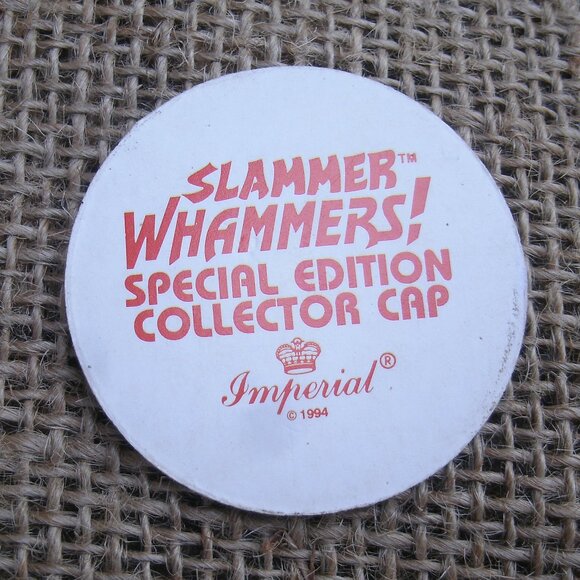 SLAMMER™
WHAMMERS!
SPECIAL EDITION
COLLECTOR CAP
Imperial®
© 1994